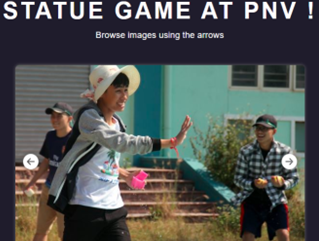 STATUE GAME AT PNV !
Browse images using the arrows